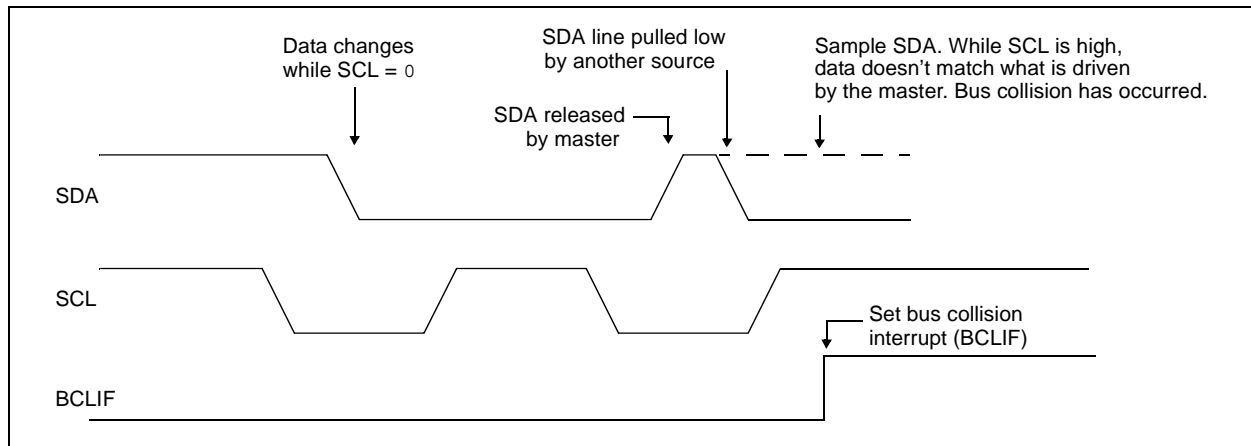 Data changes
while SCL = 0
SDA line pulled low
by another source
Sample SDA. While SCL is high,
data doesn't match what is driven
by the master. Bus collision has occurred.
SDA released
by master
SDA
SCL
Set bus collision
interrupt (BCLIF)
BCLIF